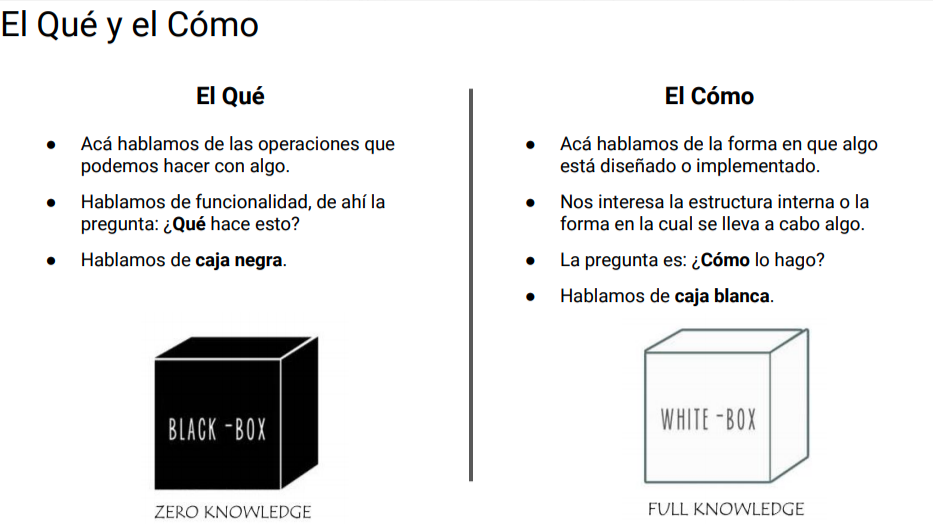 El Qué y el Cómo
El Qué
● Acá hablamos de las operaciones que
podemos hacer con algo.
● Hablamos de funcionalidad, de ahí la
pregunta: ¿Qué hace esto?
● Hablamos de caja negra.
BLACK -BOX
ZERO KNOWLEDGE
El Cómo
● Acá hablamos de la forma en que algo
está diseñado o implementado.
● Nos interesa la estructura interna o la
forma en la cual se lleva a cabo algo.
● La pregunta es: ¿Cómo lo hago?
● Hablamos de caja blanca.
WHITE -BOX
FULL KNOWLEDGE